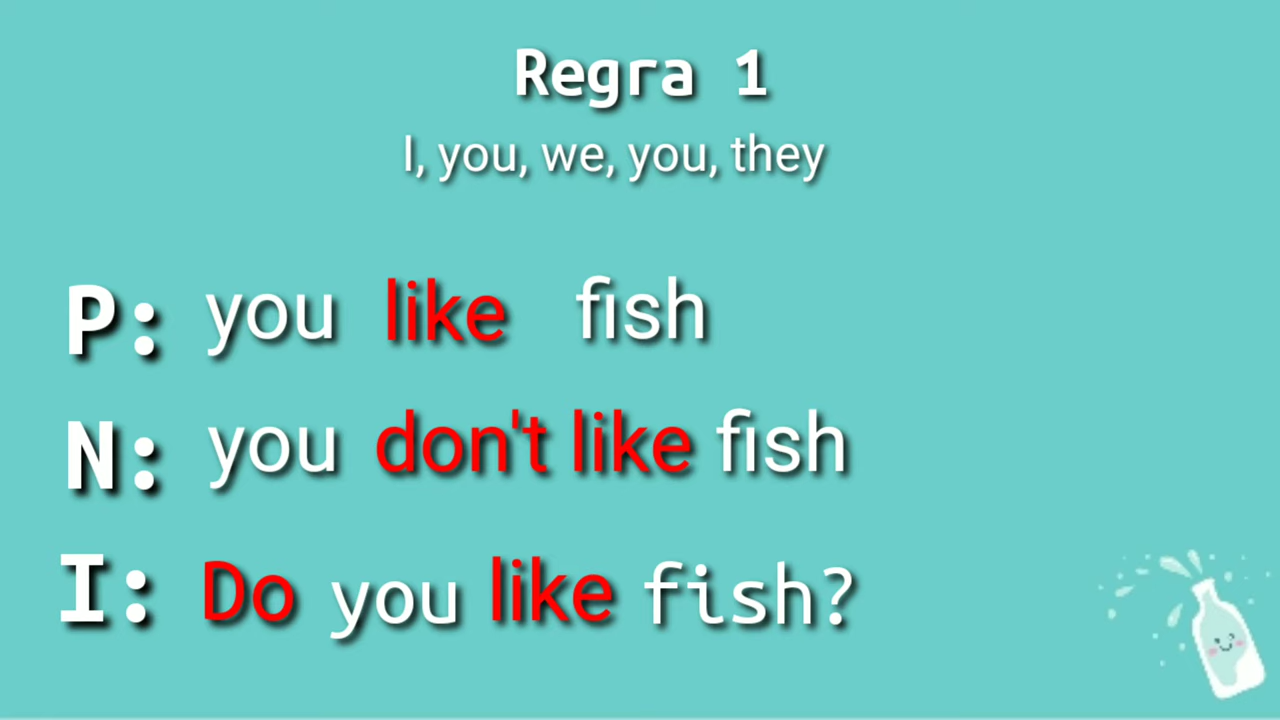 Regra 1
I, you, we, you, they
P: you like fish
N: you don't like fish
I: Do you like fish?